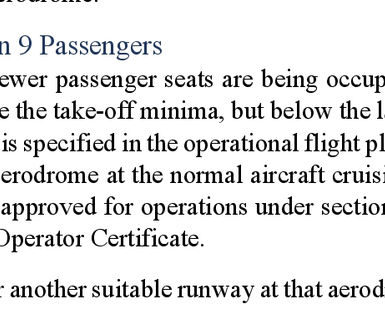 n 9 Passengers
ewer passenger seats are being occup
e the take-off minima, but below the l
is specified in the operational flight pl
erodrome at the normal aircraft cruisi
approved for operations under section
Operator Certificate.
r another suitable runway at that aerod